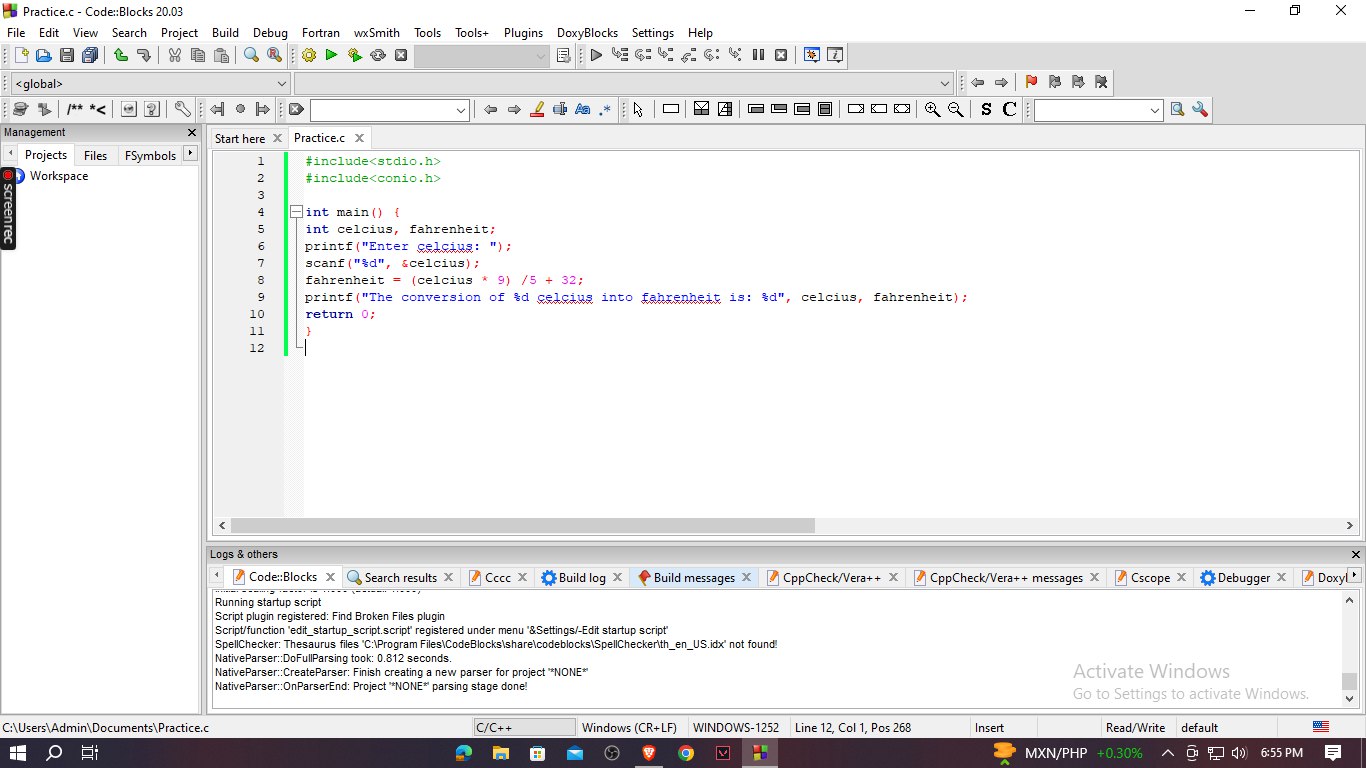 Practice.c - Code::Blocks 20.03
File Edit View Search Project Build Debug Fortran wxSmith Tools Tools+ Plugins DoxyBlocks Settings Help
<global>
/** *<
Aa .*
S C
Management
Projects Files FSymbols
Workspace
screenrec
Start here Practice.c
1 #include<stdio.h>
2 #include<conio.h>
3
4 int main() {
5 int celcius, fahrenheit;
6 printf("Enter celcius: ");
7 scanf("%d", &celcius);
8 fahrenheit = (celcius * 9) /5 + 32;
9 printf("The conversion of %d celcius into fahrenheit is: %d", celcius, fahrenheit);
10 return 0;
11 }
12
Logs & others
Code::Blocks Search results Cccc Build log Build messages CppCheck/Vera++ CppCheck/Vera++ messages Cscope Debugger Doxy
Running startup script
Script plugin registered: Find Broken Files plugin
Script/function 'edit_startup_script.script' registered under menu '&Settings/-Edit startup script'
SpellChecker: Thesaurus files 'C:\Program Files\CodeBlocks\share\codeblocks\SpellChecker\th_en_US.idx' not found!
NativeParser::DoFullParsing took: 0.812 seconds.
NativeParser::CreateParser: Finish creating a new parser for project '*NONE*'
NativeParser::OnParserEnd: Project '*NONE*' parsing stage done!
Activate Windows
Go to Settings to activate Windows.
C:\Users\Admin\Documents\Practice.c C/C++ Windows (CR+LF) WINDOWS-1252 Line 12, Col 1, Pos 268 Insert Read/Write default
MXN/PHP +0.30% 6:55 PM